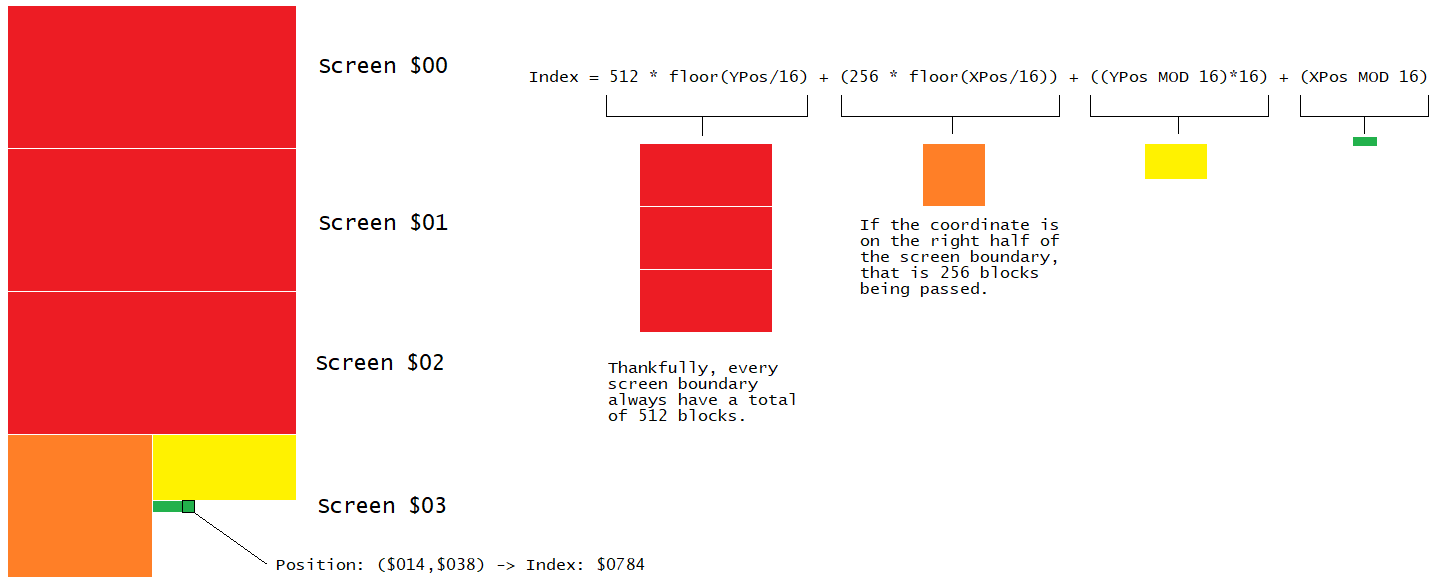 Screen $00
Index = 512 * floor(YPos/16) + (256 * floor(XPos/16)) + ((YPos MOD 16)*16) + (XPos MOD 16)
Screen $01
If the coordinate is
on the right half of
the screen boundary,
that is 256 blocks
being passed.
Screen $02
Thankfully, every
screen boundary
always have a total
of 512 blocks.
Screen $03
Position: ($014,$038) -> Index: $0784